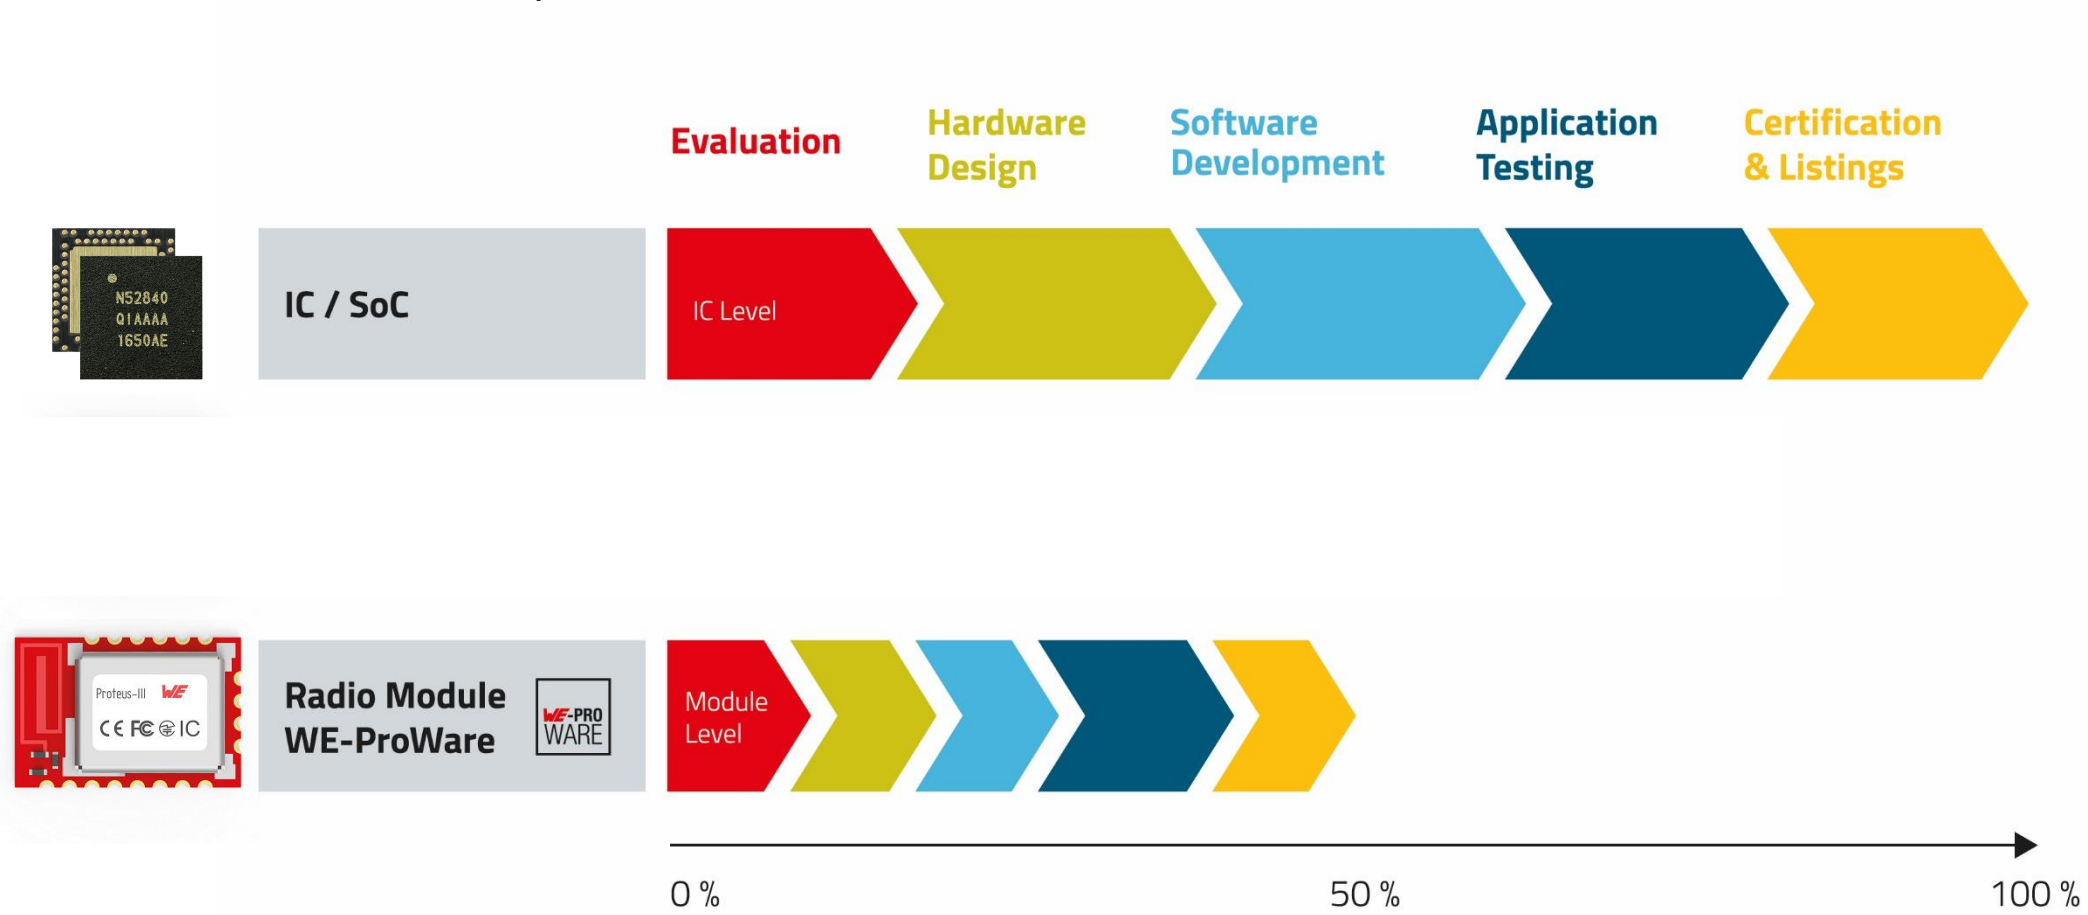 Evaluation
Hardware
Design
Software
Development
Application
Testing
Certification
& Listings
N52840
QIAAAA
1650AE
IC / SoC
IC Level
Proteus-III WE
CE FC IC
Radio Module
WE-ProWare
WE-PRO
WARE
Module
Level
0 %
50 %
100 %